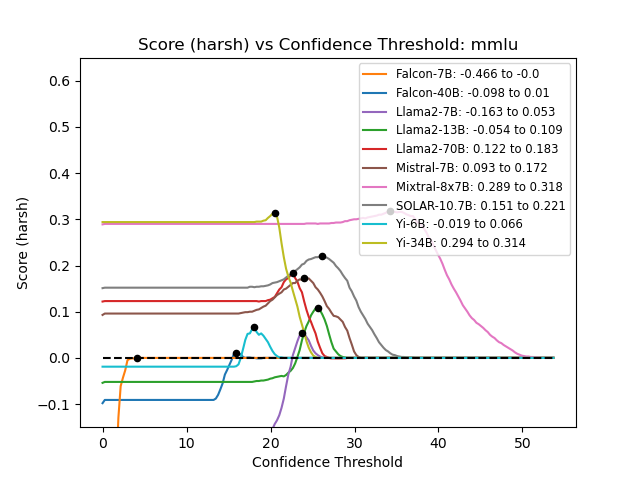 Score (harsh) vs Confidence Threshold: mmlu
Falcon-7B: -0.466 to -0.0
Falcon-40B: -0.098 to 0.01
Llama2-7B: -0.163 to 0.053
Llama2-13B: -0.054 to 0.109
Llama2-70B: 0.122 to 0.183
Mistral-7B: 0.093 to 0.172
Mixtral-8x7B: 0.289 to 0.318
SOLAR-10.7B: 0.151 to 0.221
Yi-6B: -0.019 to 0.066
Yi-34B: 0.294 to 0.314
Score (harsh)
0.6
0.5
0.4
0.3
0.2
0.1
0.0
−0.1
0 10 20 30 40 50
Confidence Threshold